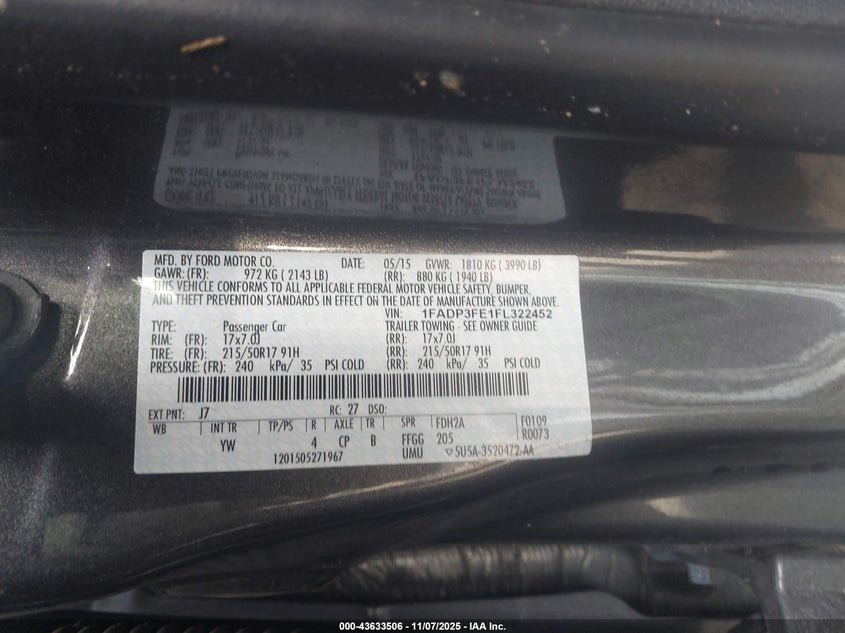 MFD. BY FORD MOTOR CO. DATE: 05/15 GVWR: 1810 KG ( 3990 LB)
GAWR: (FR): 972 KG ( 2143 LB) (RR): 880 KG ( 1940 LB)
THIS VEHICLE CONFORMS TO ALL APPLICABLE FEDERAL MOTOR VEHICLE SAFETY, BUMPER,
AND THEFT PREVENTION STANDARDS IN EFFECT ON THE DATE OF MANUFACTURE SHOWN ABOVE.
VIN: 1FADP3FE1FL322452
TYPE: Passenger Car TRAILER TOWING - SEE OWNER GUIDE
RIM: (FR): 17x7.0J (RR): 17x7.0J
TIRE: (FR): 215/50R17 91H (RR): 215/50R17 91H
PRESSURE: (FR): 240 kPa/ 35 PSI COLD (RR): 240 kPa/ 35 PSI COLD
EXT PNT: J7 RC: 27 DSO:
WB INT TR TP/PS R AXLE TR SPR FDH2A F0109
YW 4 CP B FFGG 205 R0073
1201505271967 UMU ▽5U5A-3520472-AA
000-43633506 - 11/07/2025 - IAA Inc.